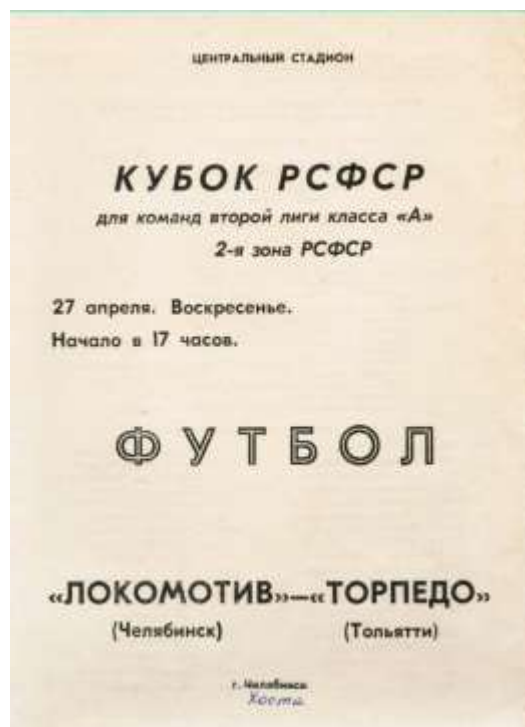 ЦЕНТРАЛЬНЫЙ СТАДИОН
КУБОК РСФСР
для команд второй лиги класса «А»
2-я зона РСФСР
27 апреля. Воскресенье.
Начало в 17 часов.
ФУТБОЛ
«ЛОКОМОТИВ»—«ТОРПЕДО»
(Челябинск) (Тольятти)
г. Челябинск
Хоста